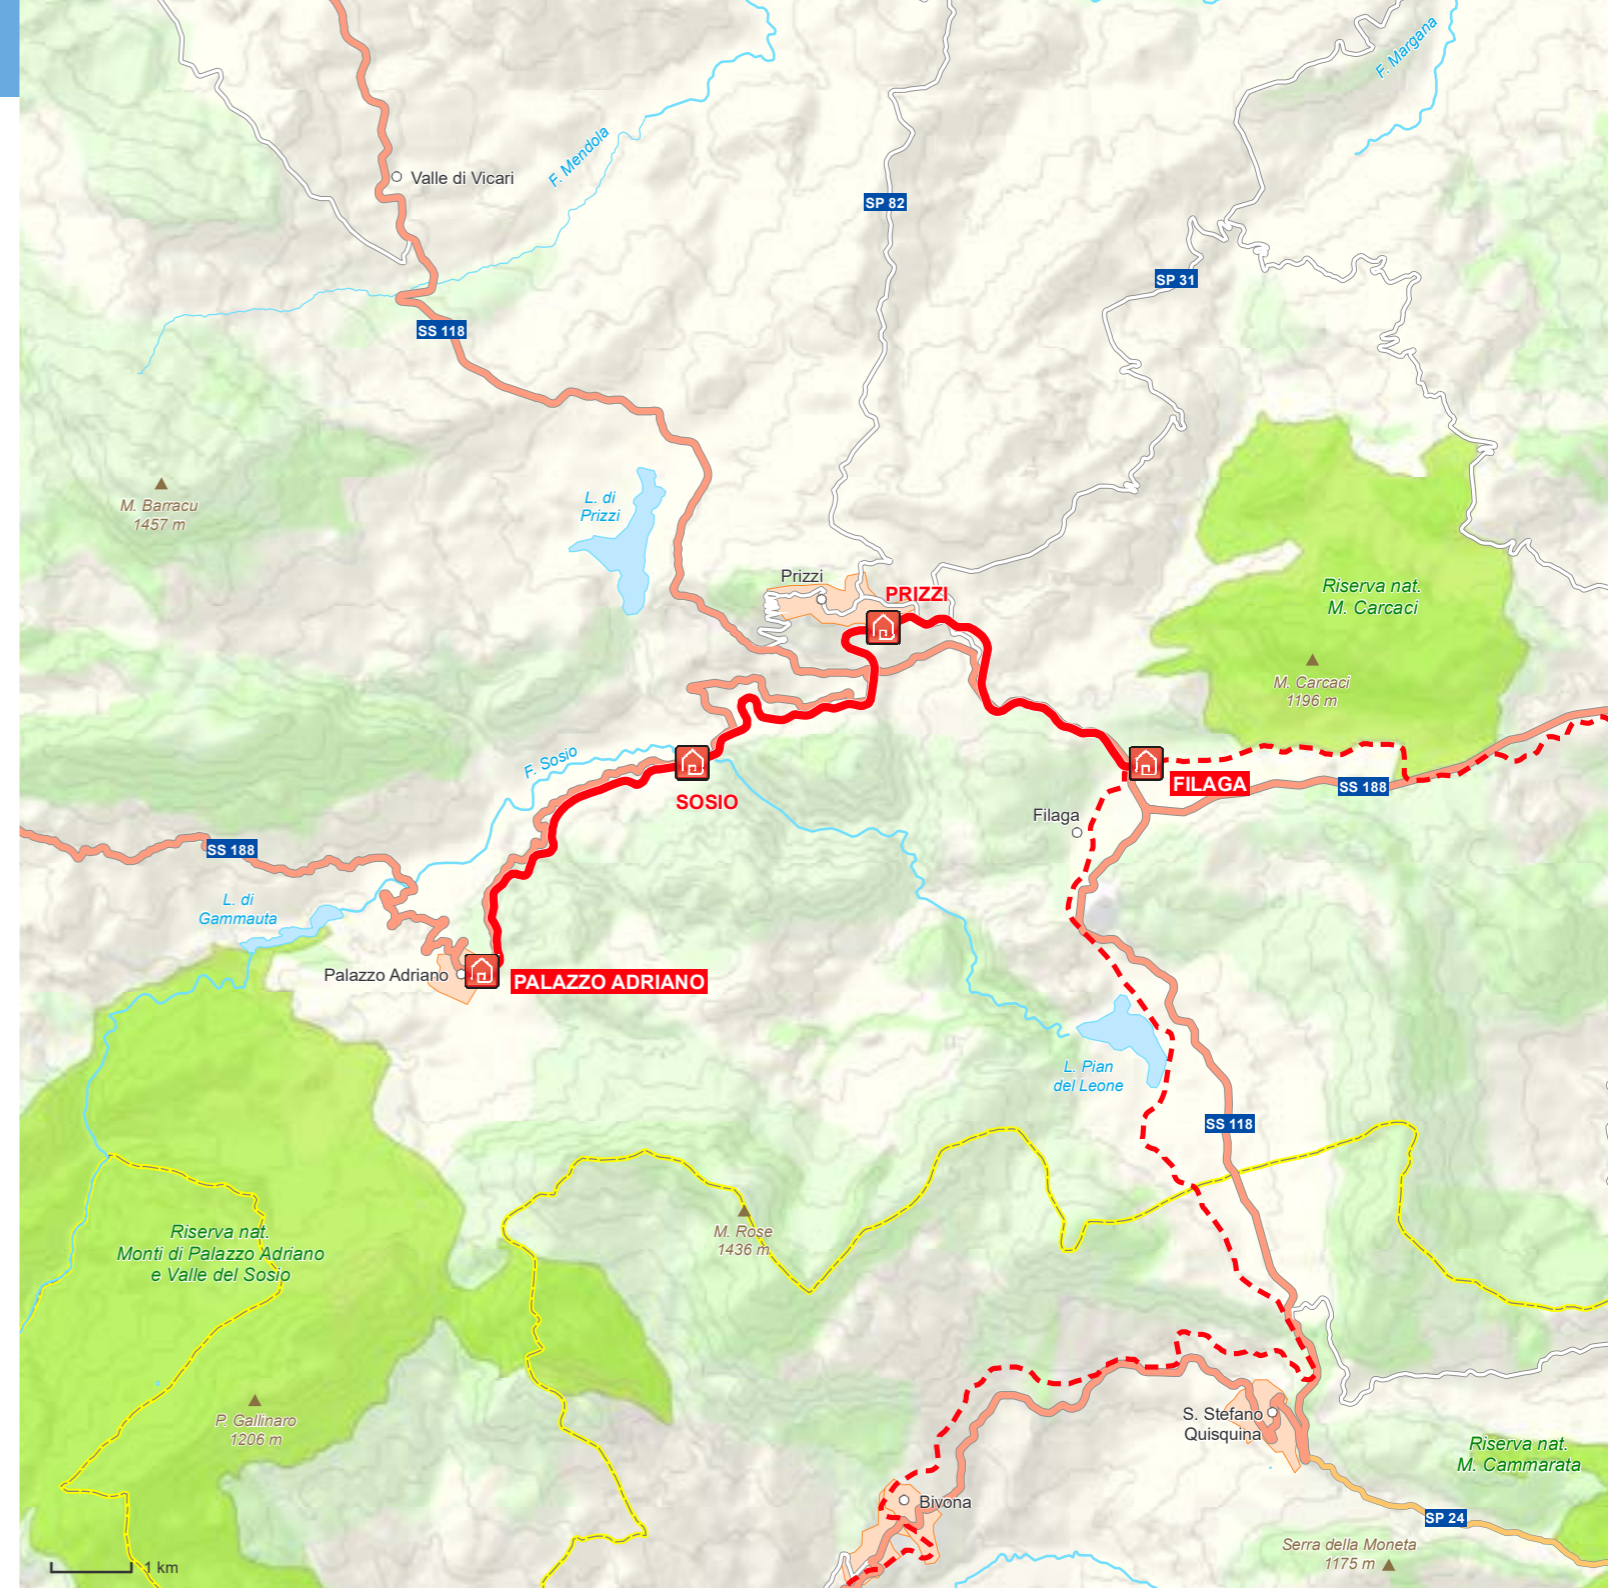 F. Margana
F. Mendola
Valle di Vicari
SP 82
SP 31
SS 118
M. Barracu
1457 m
L. di
Prizzi
Prizzi
PRIZZI
Riserva nat.
M. Carcaci
M. Carcaci
1196 m
F. Sosio
SOSIO
FILAGA
SS 188
Filaga
SS 188
L. di
Gammauta
Palazzo Adriano
PALAZZO ADRIANO
L. Pian
del Leone
SS 118
Riserva nat.
Monti di Palazzo Adriano
e Valle del Sosio
M. Rose
1436 m
P. Gallinaro
1206 m
S. Stefano
Quisquina
Riserva nat.
M. Cammarata
Bivona
SP 24
Serra della Moneta
1175 m
1 km